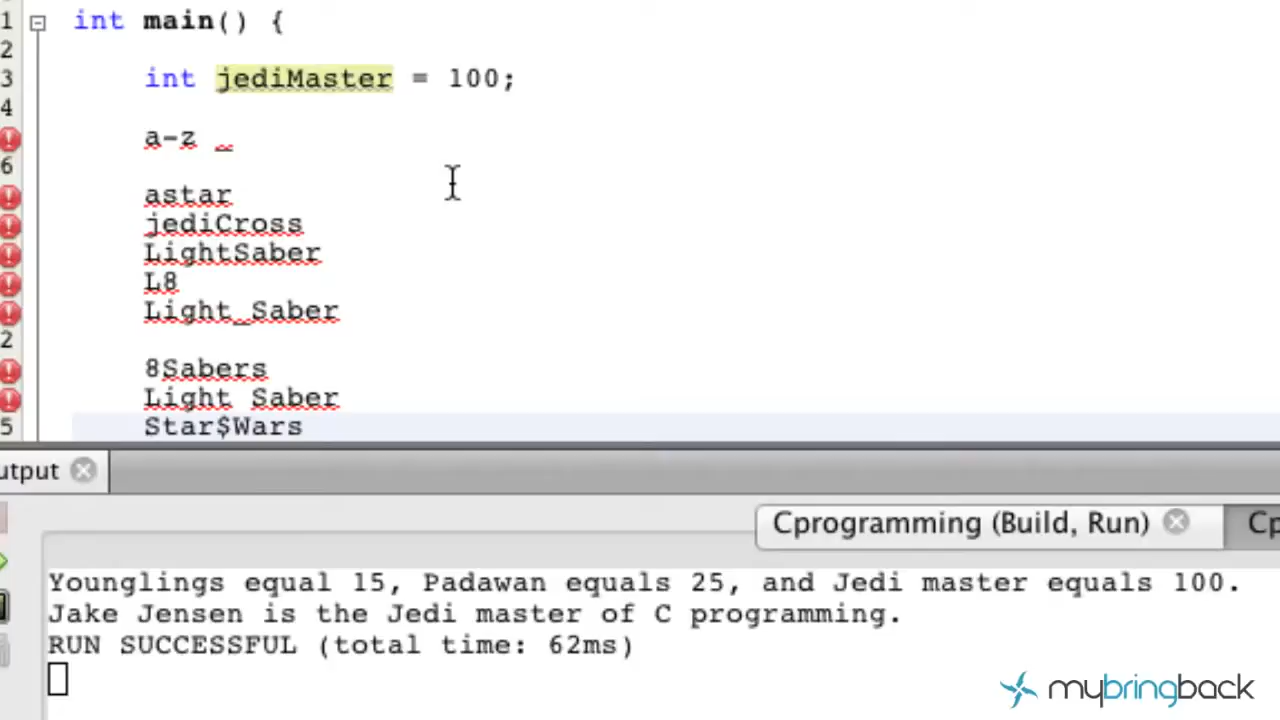 1 int main() {
2
3 int jediMaster = 100;
4
a-z _
6
astar
jediCross
LightSaber
L8
Light_Saber
2
8Sabers
Light Saber
5 Star$Wars
utput
Cprogramming (Build, Run) Cp
Younglings equal 15, Padawan equals 25, and Jedi master equals 100.
Jake Jensen is the Jedi master of C programming.
RUN SUCCESSFUL (total time: 62ms)
mybringback